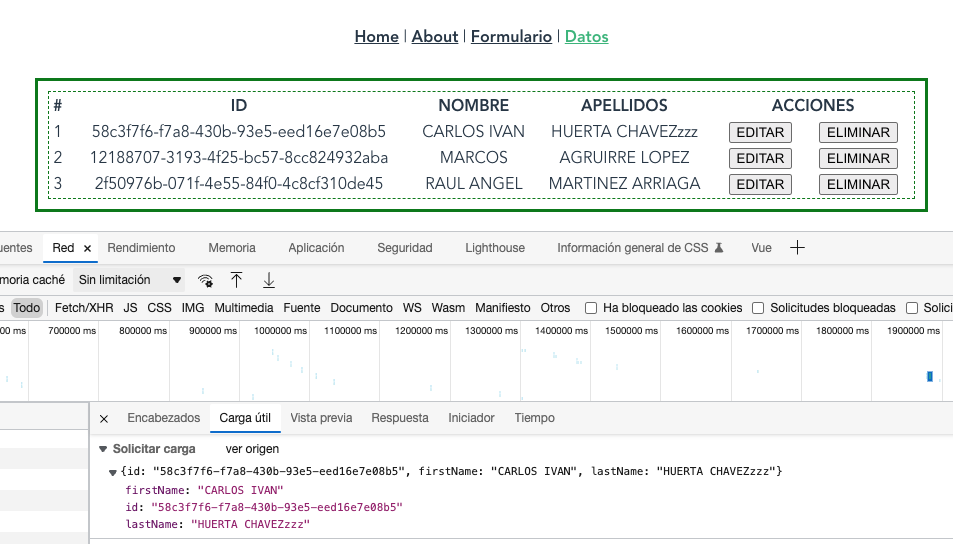 Home | About | Formulario | Datos
# ID NOMBRE APELLIDOS ACCIONES
1 58c3f7f6-f7a8-430b-93e5-eed16e7e08b5 CARLOS IVAN HUERTA CHAVEZzzz EDITAR ELIMINAR
2 12188707-3193-4f25-bc57-8cc824932aba MARCOS AGRUIRRE LOPEZ EDITAR ELIMINAR
3 2f50976b-071f-4e55-84f0-4c8cf310de45 RAUL ANGEL MARTINEZ ARRIAGA EDITAR ELIMINAR
uentes Red × Rendimiento Memoria Aplicación Seguridad Lighthouse Información general de CSS Vue +
moria caché Sin limitación
s Todo Fetch/XHR JS CSS IMG Multimedia Fuente Documento WS Wasm Manifiesto Otros Ha bloqueado las cookies Solicitudes bloqueadas Solici
00 ms 700000 ms 800000 ms 900000 ms 1000000 ms 1100000 ms 1200000 ms 1300000 ms 1400000 ms 1500000 ms 1600000 ms 1700000 ms 1800000 ms 1900000 ms
× Encabezados Carga útil Vista previa Respuesta Iniciador Tiempo
Solicitar carga ver origen
{id: "58c3f7f6-f7a8-430b-93e5-eed16e7e08b5", firstName: "CARLOS IVAN", lastName: "HUERTA CHAVEZzzz"}
firstName: "CARLOS IVAN"
id: "58c3f7f6-f7a8-430b-93e5-eed16e7e08b5"
lastName: "HUERTA CHAVEZzzz"